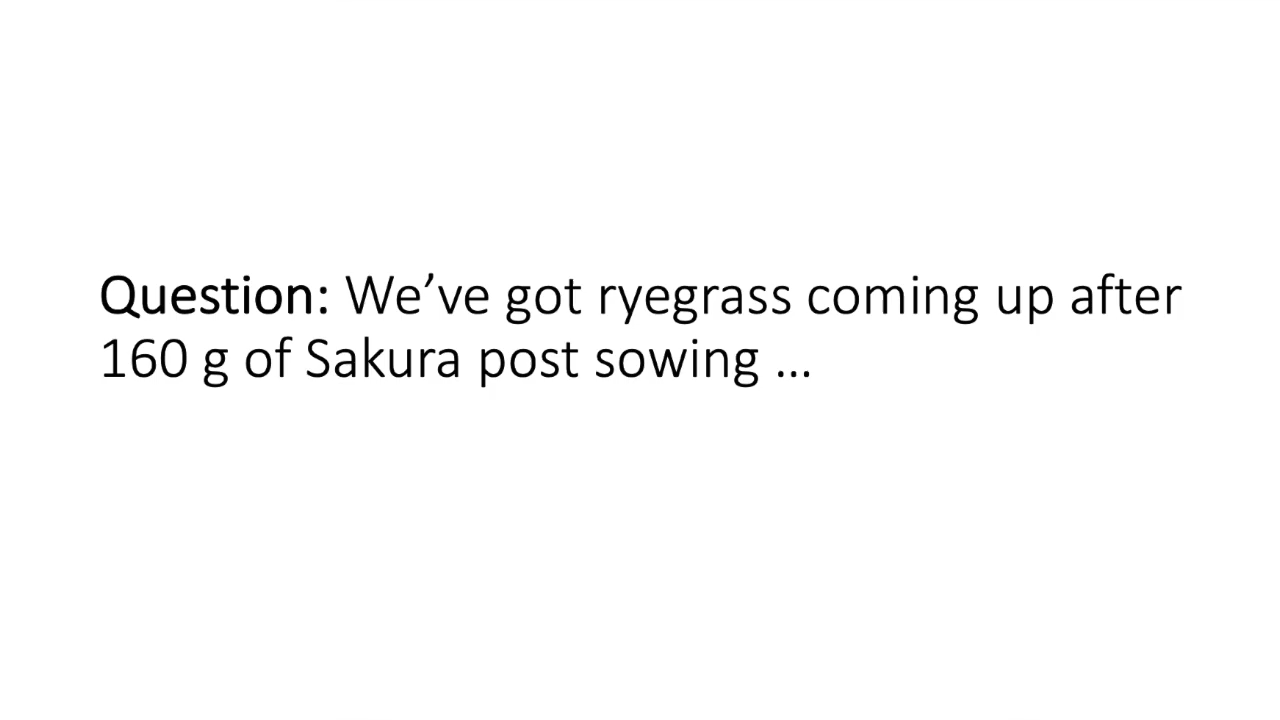 Question: We’ve got ryegrass coming up after
160 g of Sakura post sowing …